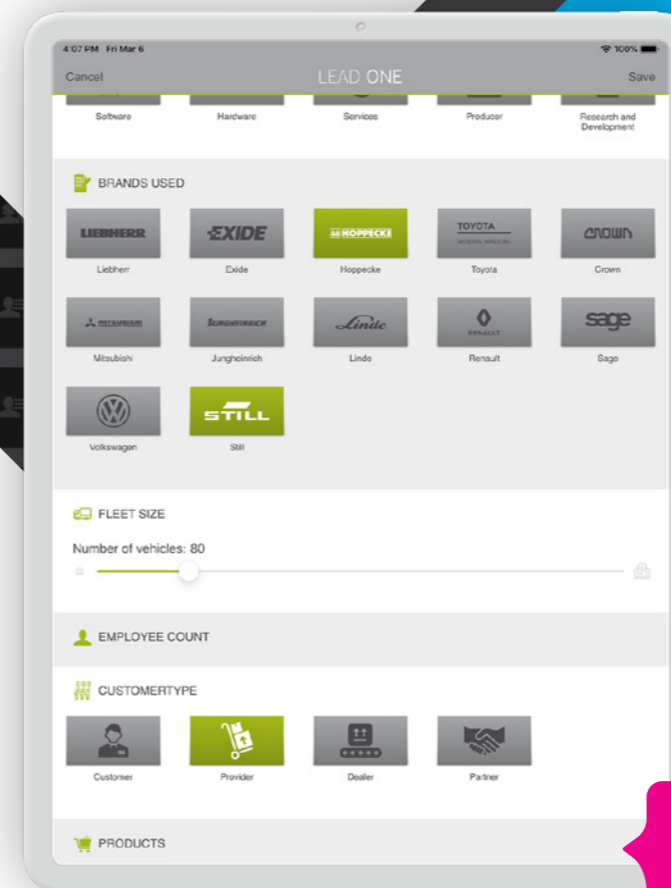 4:07 PM Fri Mar 6 100%
Cancel LEAD ONE Save
Software Hardware Services Producer Research and
Development
BRANDS USED
LIEBHERR EXIDE HOPPECKE TOYOTA CROWN
Liebherr Exide Hoppecke Toyota Crown
MITSUBISHI JUNGHEINRICH Linde RENAULT sage
Mitsubishi Jungheinrich Linde Renault Sage
STILL
Volkswagen Still
FLEET SIZE
Number of vehicles: 80
EMPLOYEE COUNT
CUSTOMERTYPE
Customer Provider Dealer Partner
PRODUCTS